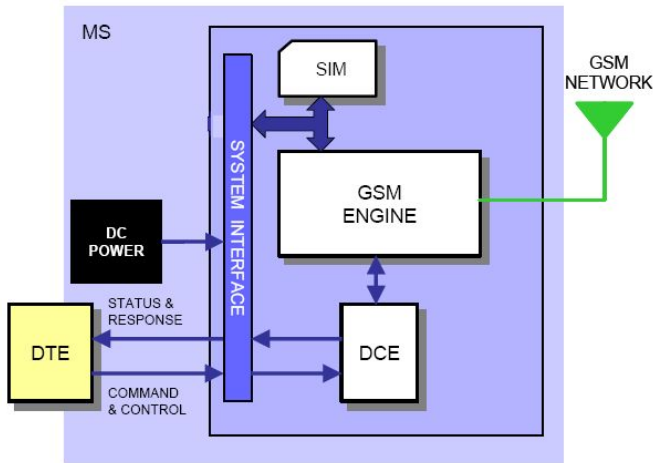 MS
SIM
GSM
NETWORK
SYSTEM INTERFACE
GSM
ENGINE
DC
POWER
STATUS &
RESPONSE
DTE
DCE
COMMAND
& CONTROL